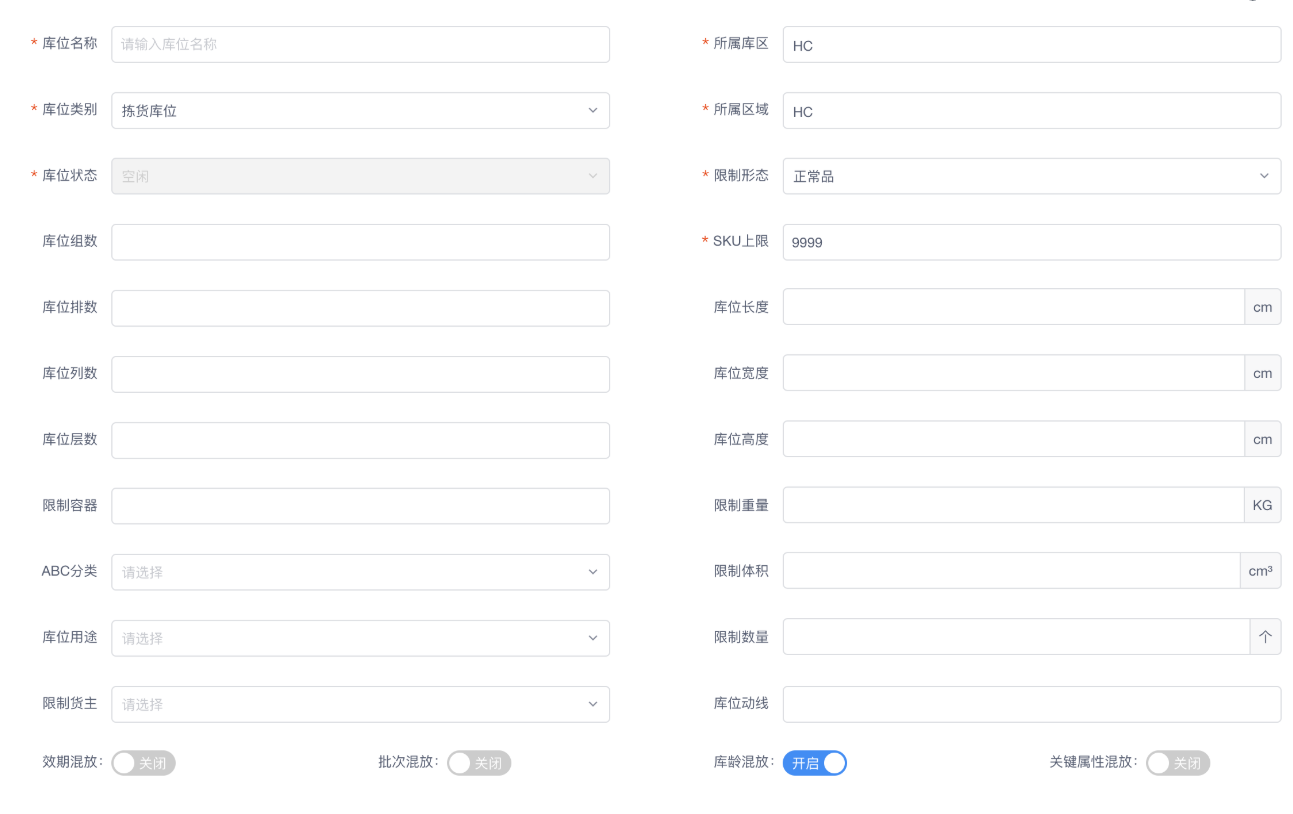 * 库位名称 请输入库位名称 * 所属库区 HC
* 库位类别 拣货库位 * 所属区域 HC
* 库位状态 空闲 * 限制形态 正常品
库位组数 * SKU上限 9999
库位排数 库位长度 cm
库位列数 库位宽度 cm
库位层数 库位高度 cm
限制容器 限制重量 KG
ABC分类 请选择 限制体积 cm³
库位用途 请选择 限制数量 个
限制货主 请选择 库位动线
效期混放: 关闭 批次混放: 关闭 库龄混放: 开启 关键属性混放: 关闭